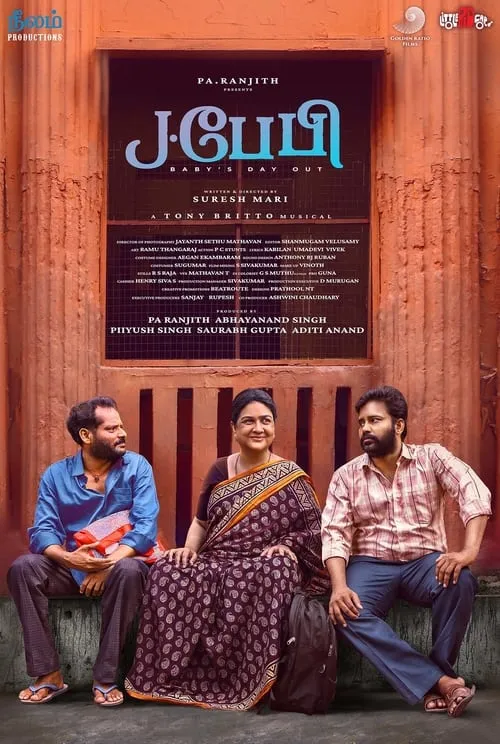 நீலம்
PRODUCTIONS
GOLDEN RATIO
FILMS
LITTLE RED CAR
PA.RANJITH
PRESENTS
J.பேபி
BABY'S DAY OUT
WRITTEN & DIRECTED BY
SURESH MARI
A TONY BRITTO MUSICAL
DIRECTOR OF PHOTOGRAPHY JAYANTH SETHU MATHAVAN EDITOR SHANMUGAM VELUSAMY
ART RAMU THANGARAJ ACTION P C STUNTS LYRICS KABILAN UMADEVI VIVEK
COSTUME DESIGNER AEGAN EKAMBARAM SOUND DESIGN ANTHONY BJ RUBAN
COSTUMES SUGUMAR SIVAKUMAR MAKE UP VINOTH
STILLS R S RAJA VFX MATHAVAN T DI COLORIST G S MUTHU PRO GUNA
CASHIER HENRY SIVA S PRODUCTION MANAGER SIVAKUMAR PRODUCTION EXECUTIVE D MURUGAN
CREATIVE PROMOTIONS BEATROUTE DESIGNS PRATHOOL NT
EXECUTIVE PRODUCERS SANJAY RUPESH CO PRODUCER ASHWINI CHAUDHARY
PRODUCED BY
PA RANJITH ABHAYANAND SINGH
PIIYUSH SINGH SAURABH GUPTA ADITI ANAND